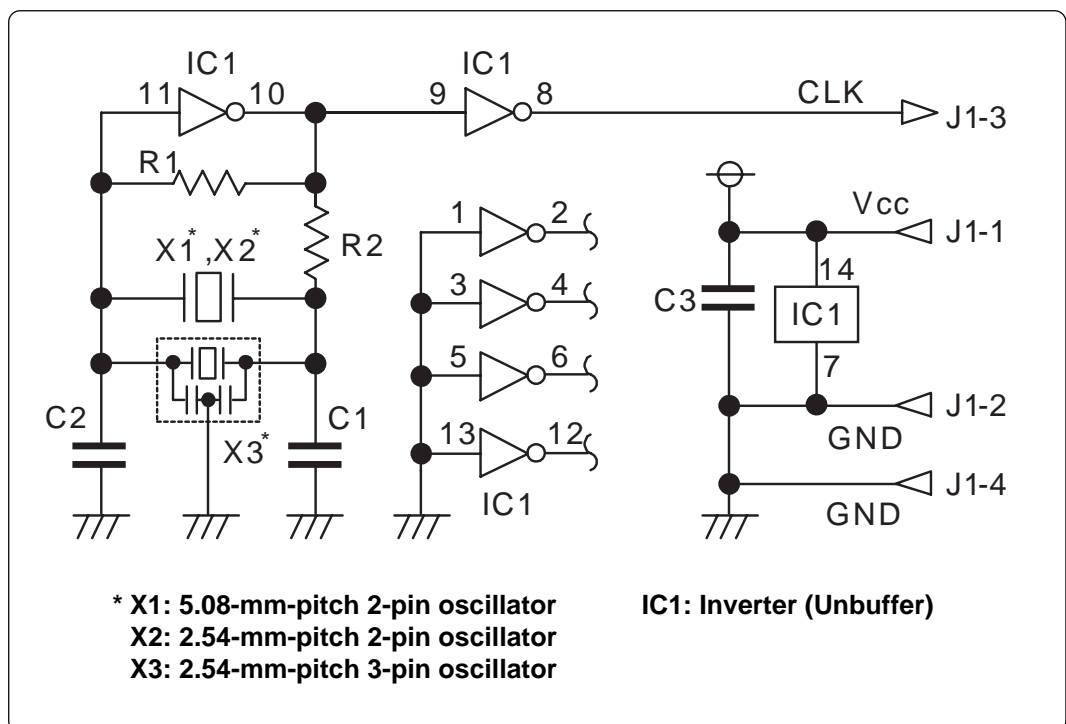 IC1 IC1
11 10 9 8 CLK J1-3
R1
1 2 Vcc J1-1
X1*,X2* R2
3 4 C3 14
IC1
5 6 7
C2 C1 J1-2
X3* 13 12 GND
IC1 J1-4
GND
* X1: 5.08-mm-pitch 2-pin oscillator IC1: Inverter (Unbuffer)
X2: 2.54-mm-pitch 2-pin oscillator
X3: 2.54-mm-pitch 3-pin oscillator